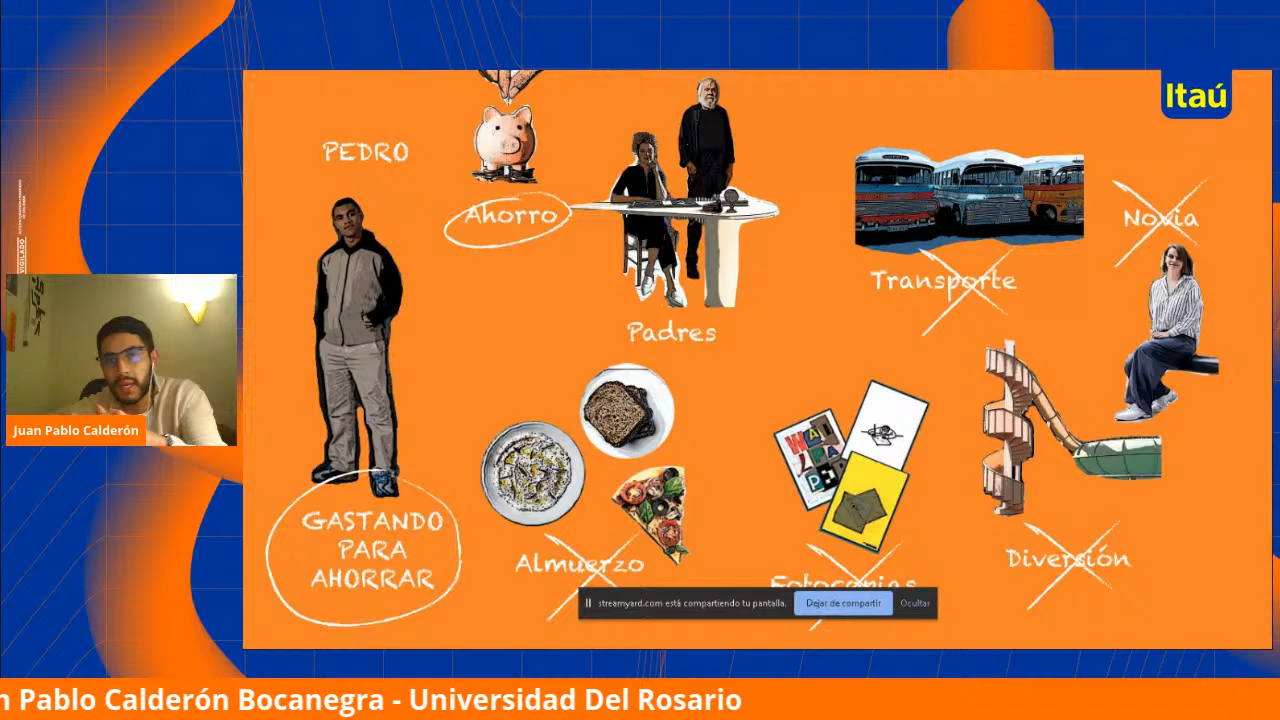 Itaú
PEDRO
Ahorro
Novia
Transporte
Padres
VIGILADO
Juan Pablo Calderón
GASTANDO
PARA
AHORRAR
Almuerzo
Diversión
Fotocopias
streamyard.com está compartiendo tu pantalla.
Dejar de compartir
Ocultar
n Pablo Calderón Bocanegra - Universidad Del Rosario